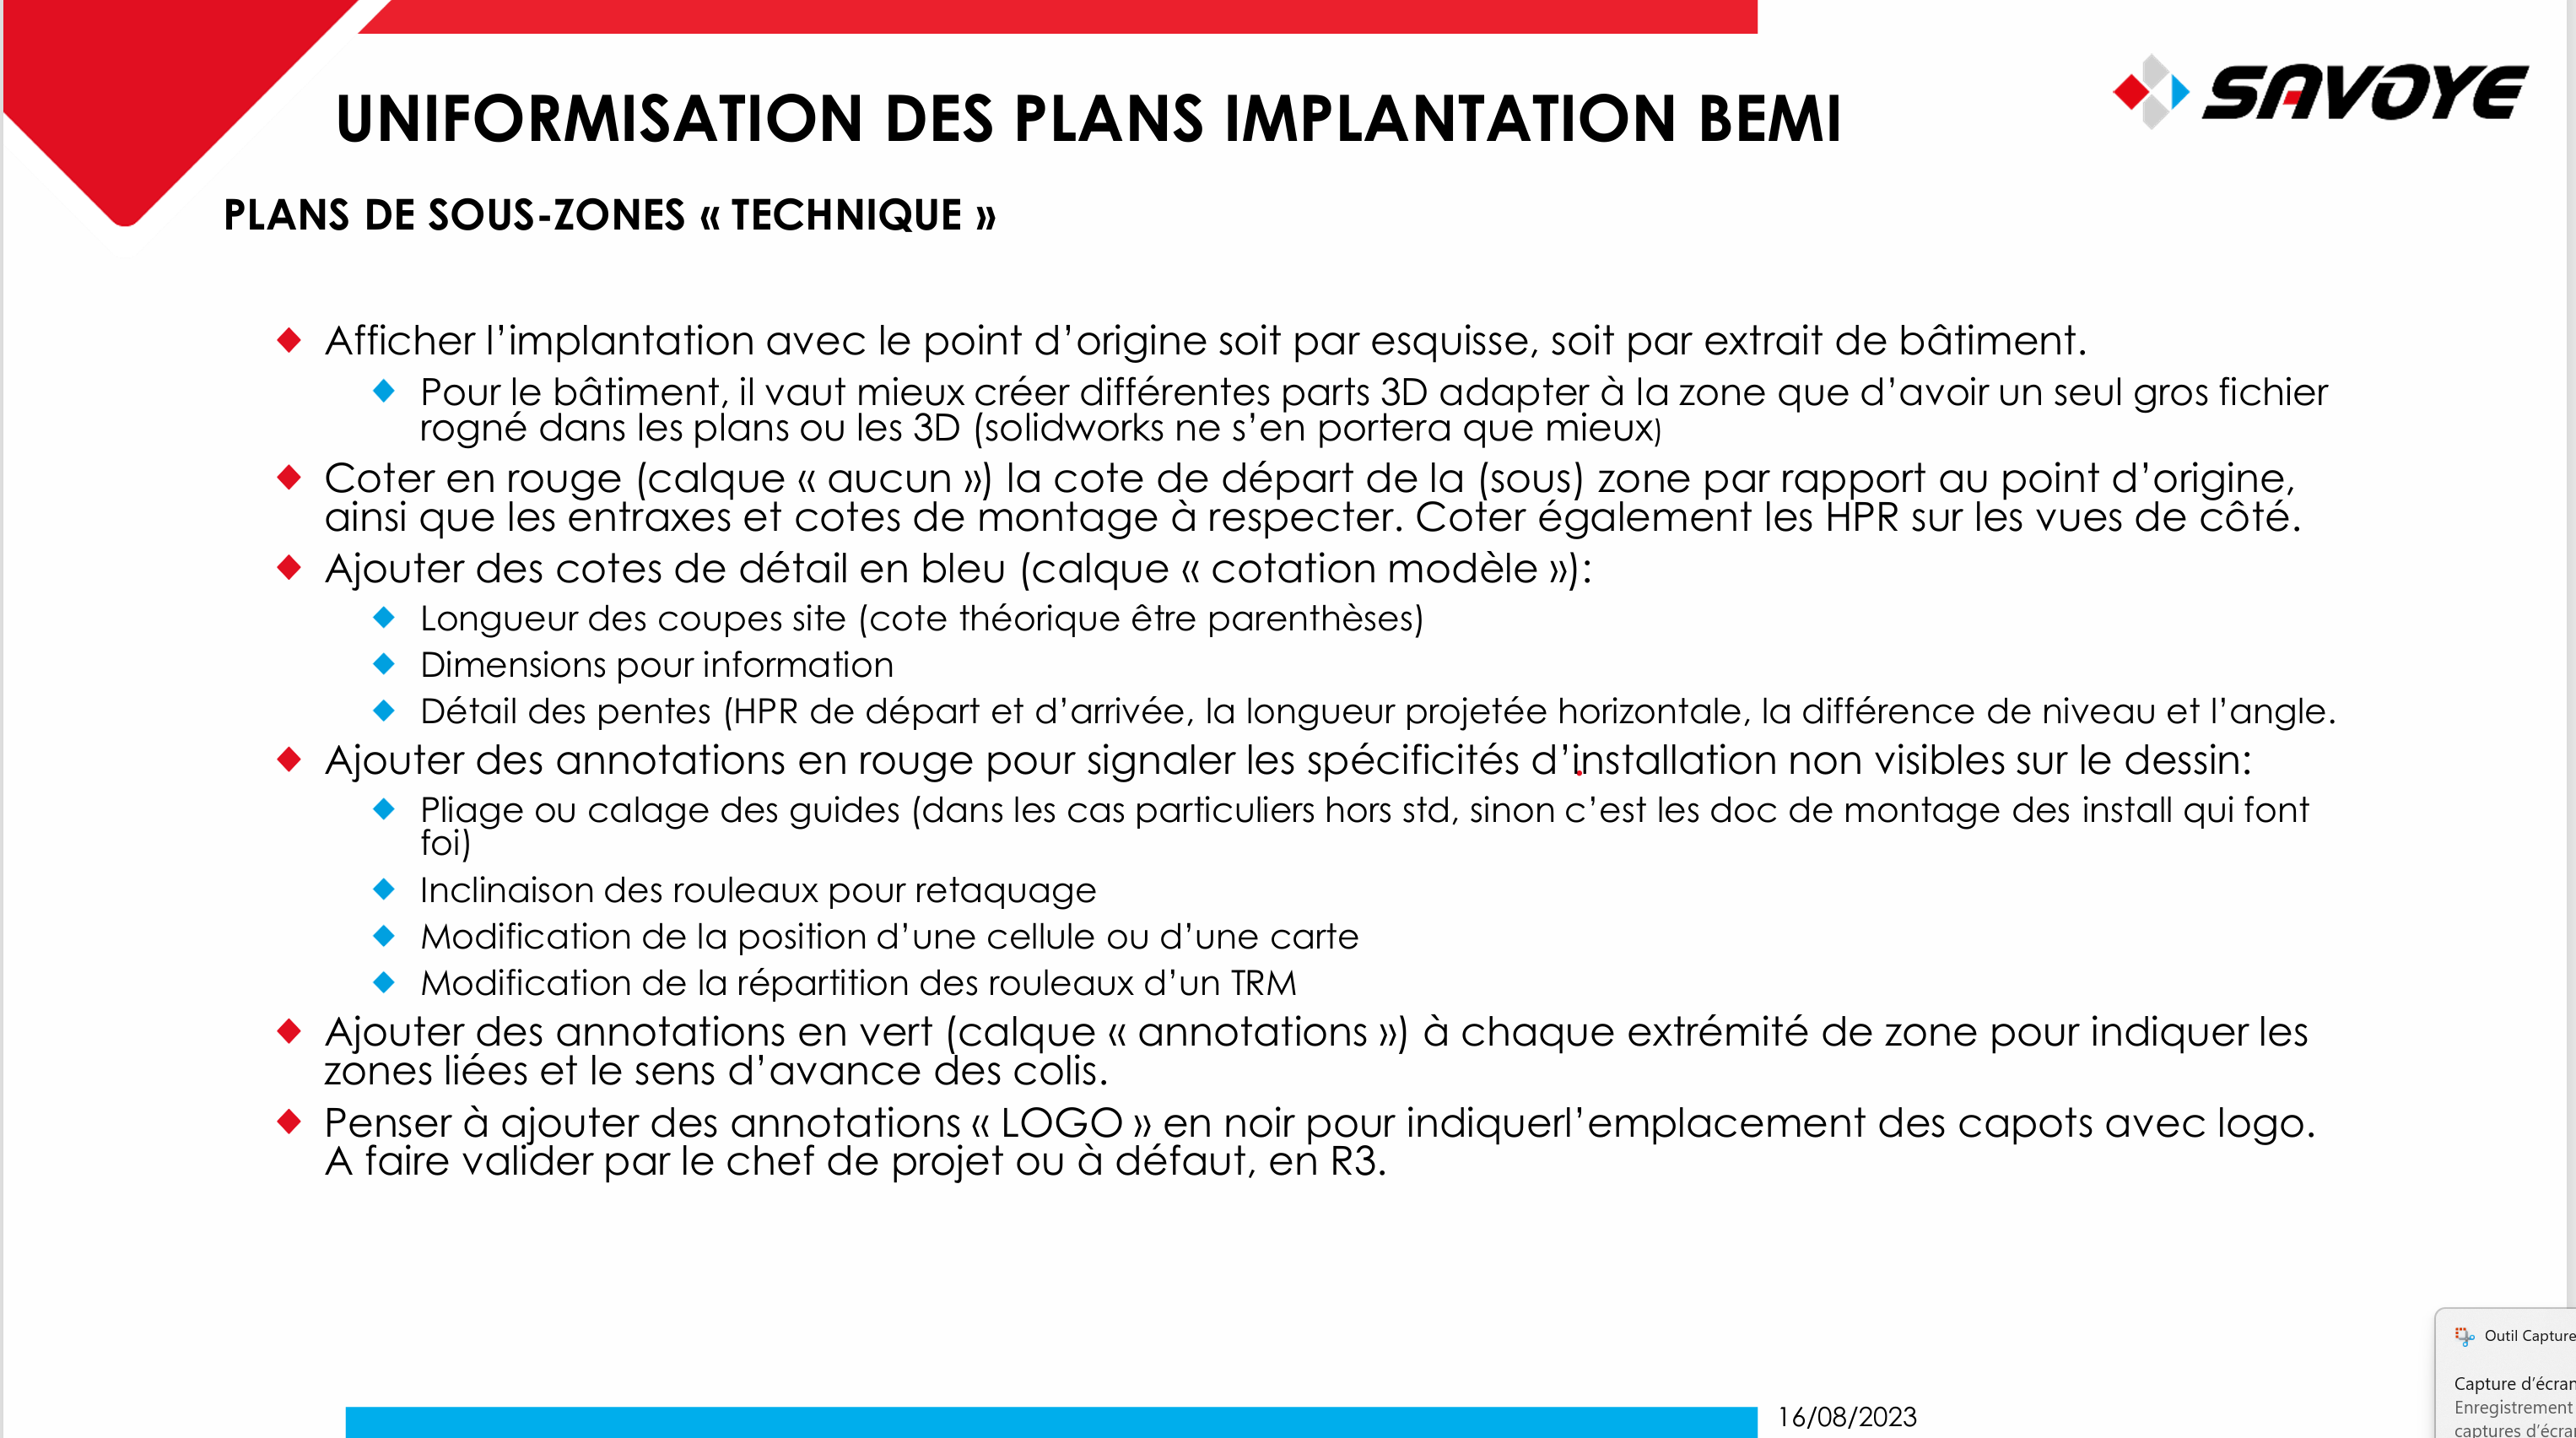 SAVOYE
UNIFORMISATION DES PLANS IMPLANTATION BEMI
PLANS DE SOUS-ZONES « TECHNIQUE »
Afficher l’implantation avec le point d’origine soit par esquisse, soit par extrait de bâtiment.
Pour le bâtiment, il vaut mieux créer différentes parts 3D adapter à la zone que d’avoir un seul gros fichier
rogné dans les plans ou les 3D (solidworks ne s’en portera que mieux)
Coter en rouge (calque « aucun ») la cote de départ de la (sous) zone par rapport au point d’origine,
ainsi que les entraxes et cotes de montage à respecter. Coter également les HPR sur les vues de côté.
Ajouter des cotes de détail en bleu (calque « cotation modèle »):
Longueur des coupes site (cote théorique être parenthèses)
Dimensions pour information
Détail des pentes (HPR de départ et d’arrivée, la longueur projetée horizontale, la différence de niveau et l’angle.
Ajouter des annotations en rouge pour signaler les spécificités d’installation non visibles sur le dessin:
Pliage ou calage des guides (dans les cas particuliers hors std, sinon c’est les doc de montage des install qui font
foi)
Inclinaison des rouleaux pour retaquage
Modification de la position d’une cellule ou d’une carte
Modification de la répartition des rouleaux d’un TRM
Ajouter des annotations en vert (calque « annotations ») à chaque extrémité de zone pour indiquer les
zones liées et le sens d’avance des colis.
Penser à ajouter des annotations « LOGO » en noir pour indiquerl’emplacement des capots avec logo.
A faire valider par le chef de projet ou à défaut, en R3.
16/08/2023
Outil Capture
Capture d’écran
Enregistrement
captures d’écra